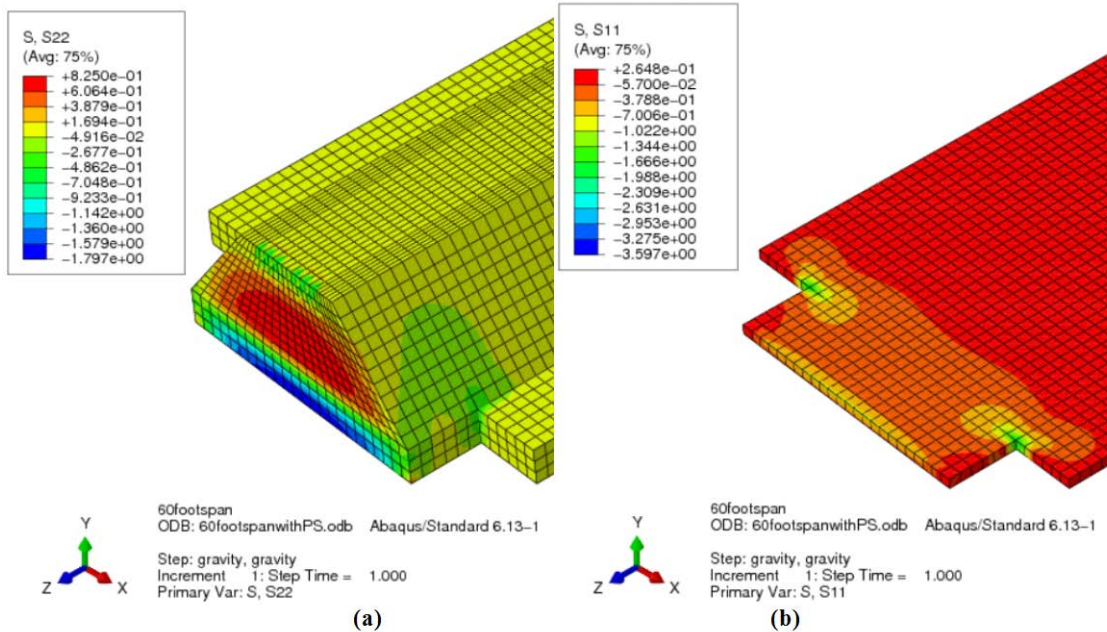 S, S22
(Avg: 75%)
+8.250e−01
+6.064e−01
+3.879e−01
+1.694e−01
−4.916e−02
−2.677e−01
−4.862e−01
−7.048e−01
−9.233e−01
−1.142e+00
−1.360e+00
−1.579e+00
−1.797e+00
Y
Z
X
60footspan
ODB: 60footspanwithPS.odb Abaqus/Standard 6.13−1
Step: gravity, gravity
Increment 1: Step Time = 1.000
Primary Var: S, S22
(a)
S, S11
(Avg: 75%)
+2.648e−01
−5.700e−02
−3.788e−01
−7.006e−01
−1.022e+00
−1.344e+00
−1.666e+00
−1.988e+00
−2.309e+00
−2.631e+00
−2.953e+00
−3.275e+00
−3.597e+00
Y
Z
X
60footspan
ODB: 60footspanwithPS.odb Abaqus/Standard 6.13−1
Step: gravity, gravity
Increment 1: Step Time = 1.000
Primary Var: S, S11
(b)